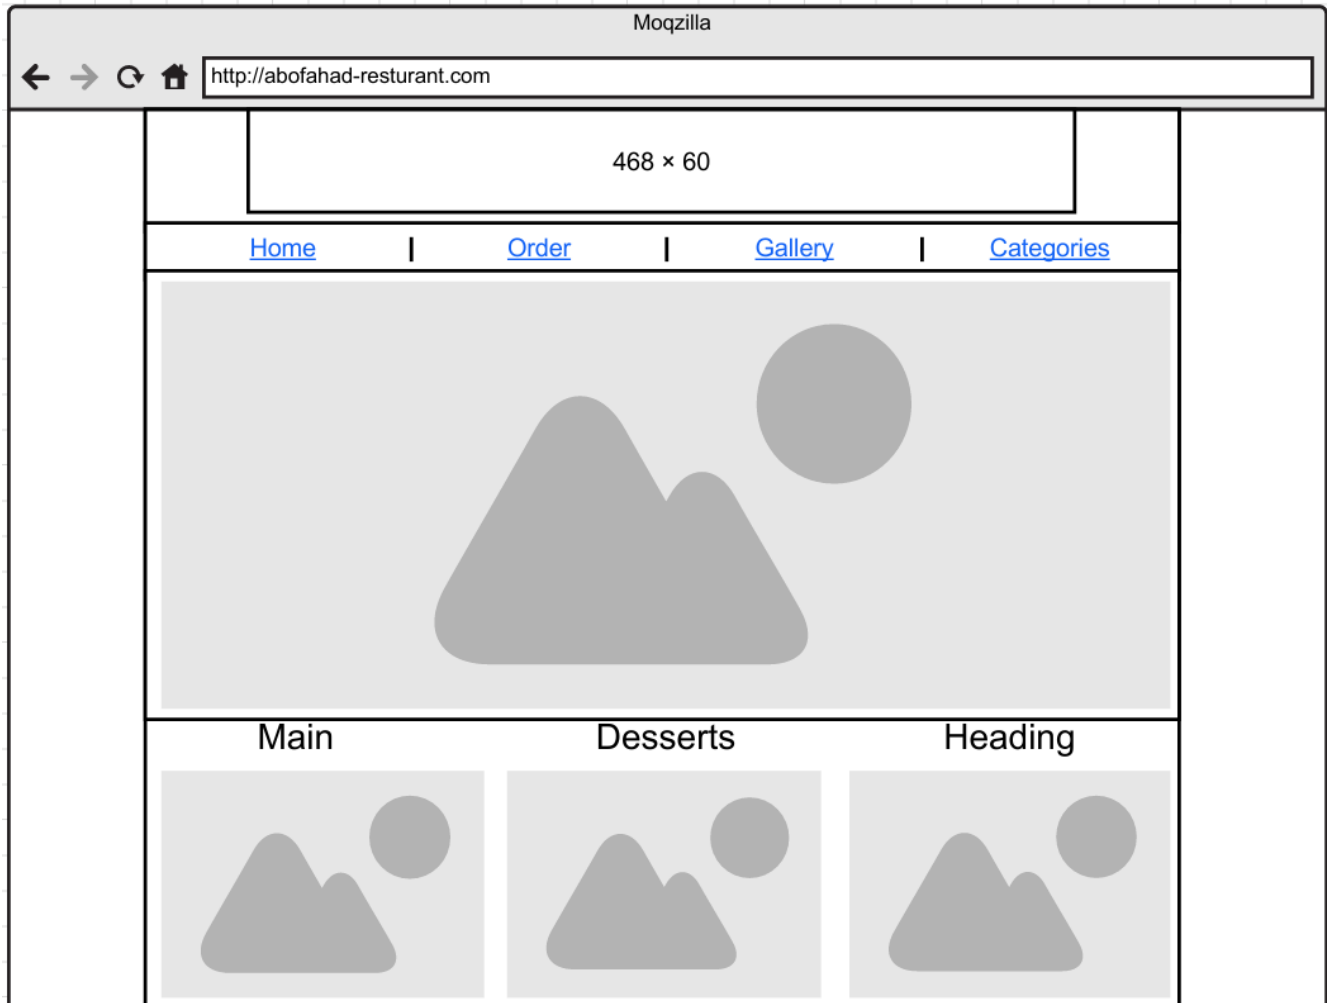 Moqzilla
http://abofahad-resturant.com
468 × 60
Home | Order | Gallery | Categories
Main Desserts Heading